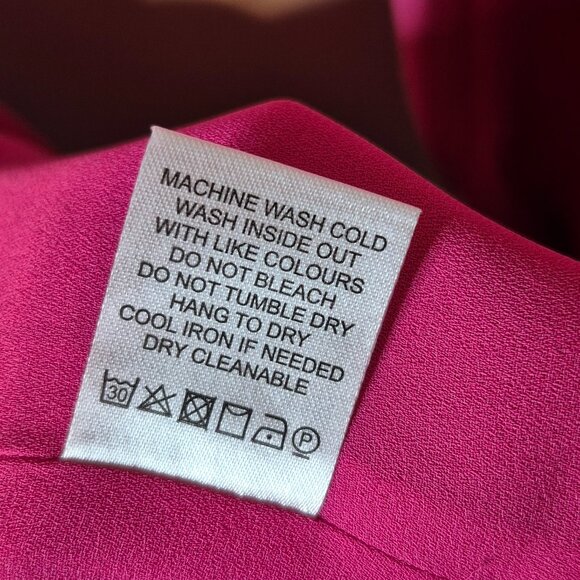 MACHINE WASH COLD
WASH INSIDE OUT
WITH LIKE COLOURS
DO NOT BLEACH
DO NOT TUMBLE DRY
HANG TO DRY
COOL IRON IF NEEDED
DRY CLEANABLE
30 P